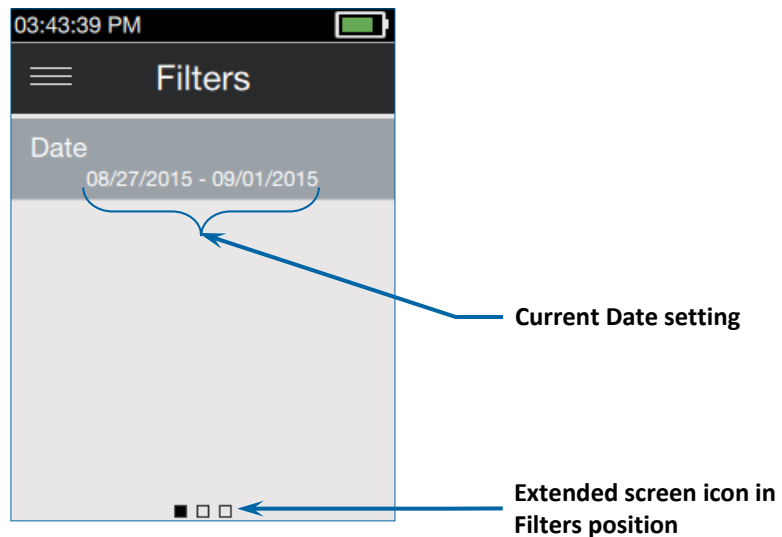 03:43:39 PM
Filters
Date
08/27/2015 - 09/01/2015
Current Date setting
Extended screen icon in
Filters position